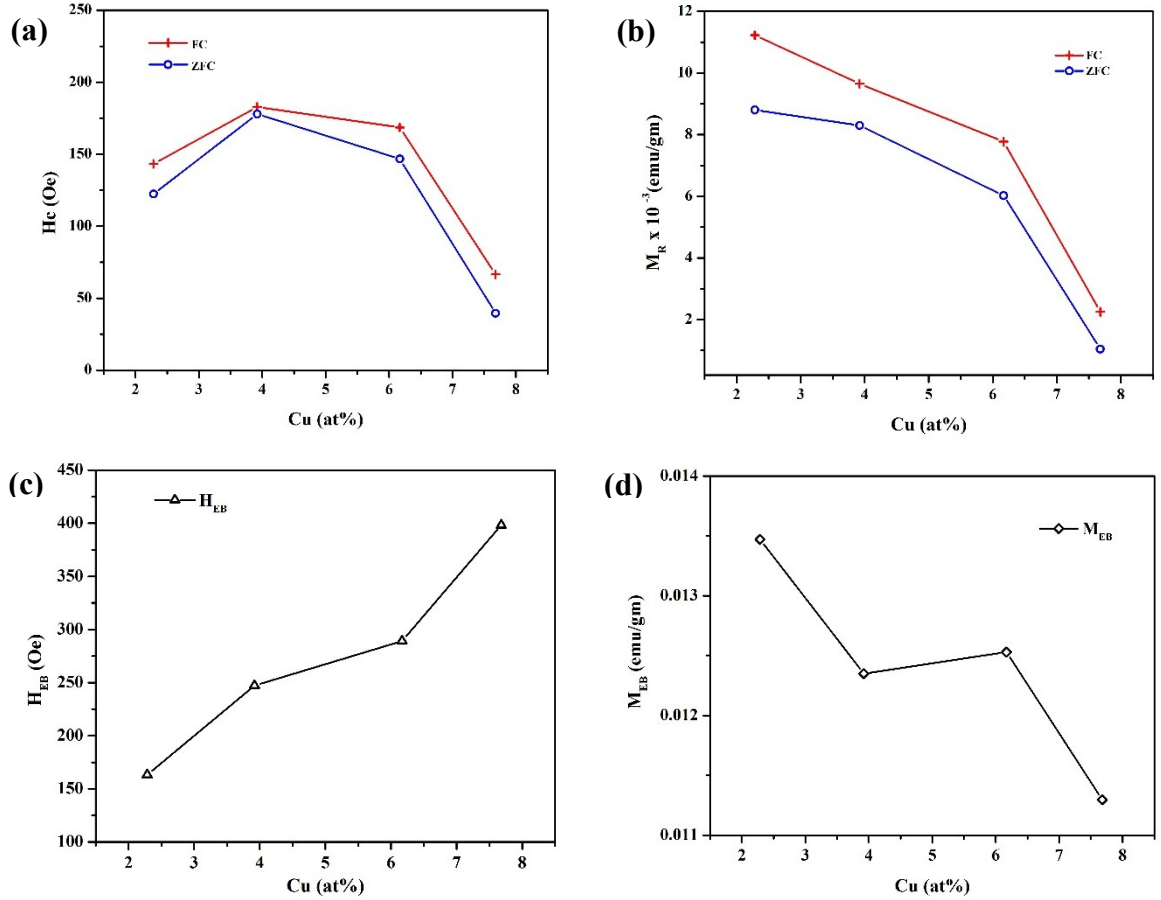 (a)
250
200
150
100
50
0
Hc (Oe)
FC
ZFC
2 3 4 5 6 7 8
Cu (at%)
(b)
12
10
8
6
4
2
M_R x 10^-3 (emu/gm)
FC
ZFC
2 3 4 5 6 7 8
Cu (at%)
(c)
450
400
350
300
250
200
150
100
H_EB (Oe)
H_EB
2 3 4 5 6 7 8
Cu (at%)
(d)
0.014
0.013
0.012
0.011
M_EB (emu/gm)
M_EB
2 3 4 5 6 7 8
Cu (at%)